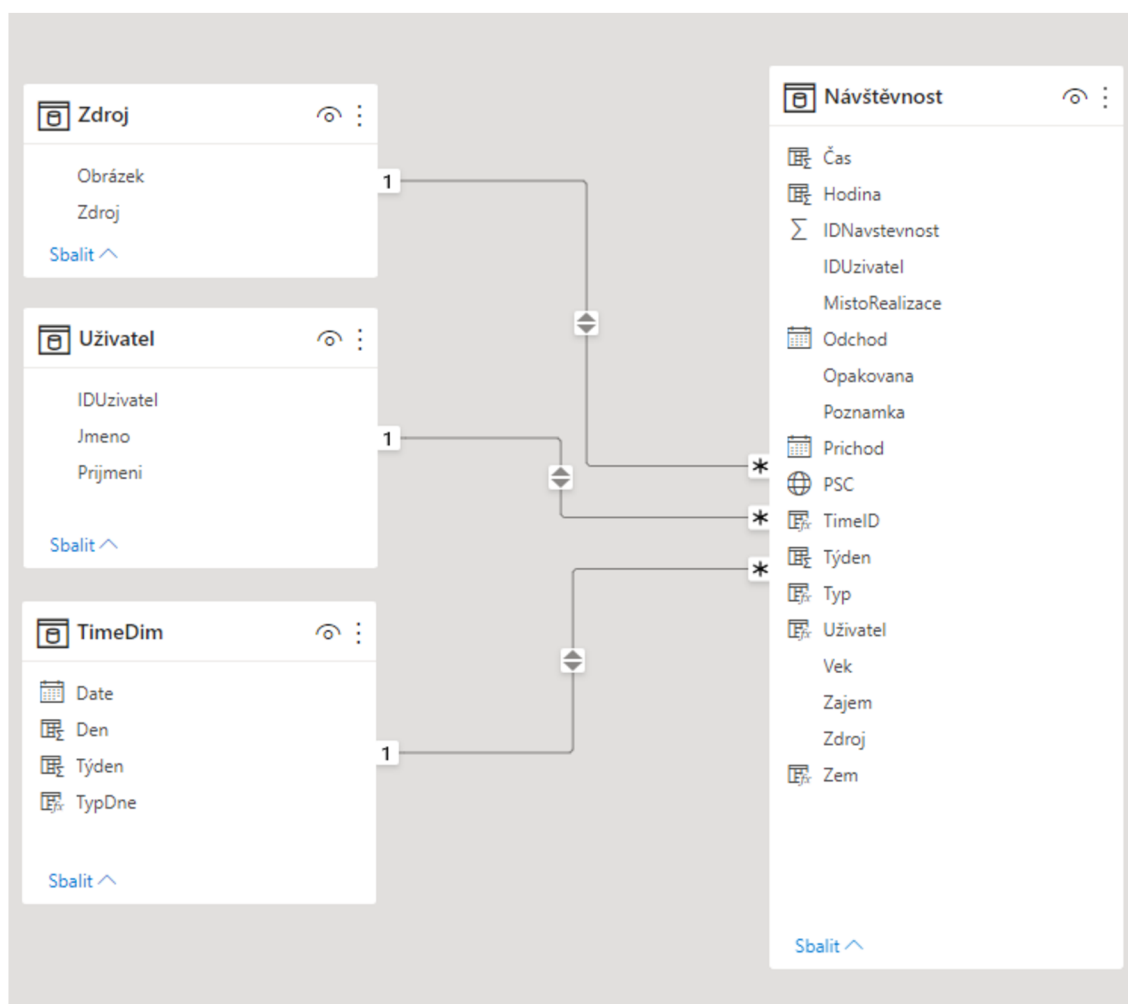 Zdroj
Obrázek
Zdroj
Sbalit
1
Uživatel
IDUzivatel
Jmeno
Prijmeni
Sbalit
1
TimeDim
Date
Den
Týden
TypDne
Sbalit
1
Návštěvnost
Čas
Hodina
IDNavstevnost
IDUzivatel
MistoRealizace
Odchod
Opakovana
Poznamka
Prichod
PSC
TimeID
Týden
Typ
Uživatel
Vek
Zajem
Zdroj
Zem
Sbalit
*
*
*